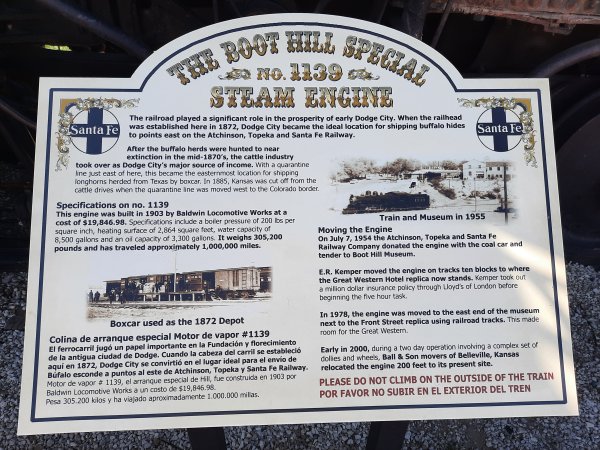 THE BOOT HILL SPECIAL
NO. 1139
STEAM ENGINE
Santa Fe
Santa Fe
The railroad played a significant role in the prosperity of early Dodge City. When the railhead
was established here in 1872, Dodge City became the ideal location for shipping buffalo hides
to points east on the Atchinson, Topeka and Santa Fe Railway.
After the buffalo herds were hunted to near
extinction in the mid-1870's, the cattle industry
took over as Dodge City's major source of income. With a quarantine
line just east of here, this became the easternmost location for shipping
longhorns herded from Texas by boxcar. In 1885, Kansas was cut off from the
cattle drives when the quarantine line was moved west to the Colorado border.
Specifications on no. 1139
This engine was built in 1903 by Baldwin Locomotive Works at a
cost of $19,846.98. Specifications include a boiler pressure of 200 lbs per
square inch, heating surface of 2,864 square feet, water capacity of
8,500 gallons and an oil capacity of 3,300 gallons. It weighs 305,200
pounds and has traveled approximately 1,000,000 miles.
Boxcar used as the 1872 Depot
Colina de arranque especial Motor de vapor #1139
El ferrocarril jugó un papel importante en la Fundación y florecimiento
de la antigua ciudad de Dodge. Cuando la cabeza del carril se estableció
aquí en 1872, Dodge City se convirtió en el lugar ideal para el envío de
Búfalo esconde a puntos al este de Atchinson, Topeka y Santa Fe Railway.
Motor de vapor # 1139, el arranque especial de Hill, fue construida en 1903 por
Baldwin Locomotive Works a un costo de $19,846.98.
Pesa 305.200 kilos y ha viajado aproximadamente 1.000.000 millas.
Train and Museum in 1955
Moving the Engine
On July 7, 1954 the Atchinson, Topeka and Santa Fe
Railway Company donated the engine with the coal car and
tender to Boot Hill Museum.
E.R. Kemper moved the engine on tracks ten blocks to where
the Great Western Hotel replica now stands. Kemper took out
a million dollar insurance policy through Lloyd's of London before
beginning the five hour task.
In 1978, the engine was moved to the east end of the museum
next to the Front Street replica using railroad tracks. This made
room for the Great Western.
Early in 2000, during a two day operation involving a complex set of
dollies and wheels, Ball & Son movers of Belleville, Kansas
relocated the engine 200 feet to its present site.
PLEASE DO NOT CLIMB ON THE OUTSIDE OF THE TRAIN
POR FAVOR NO SUBIR EN EL EXTERIOR DEL TREN